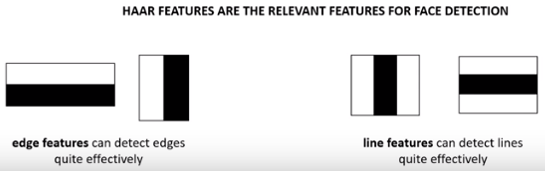 HAAR FEATURES ARE THE RELEVANT FEATURES FOR FACE DETECTION
edge features can detect edges
quite effectively
line features can detect lines
quite effectively